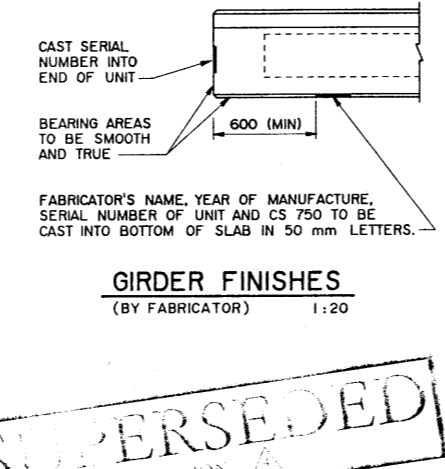 CAST SERIAL
NUMBER INTO
END OF UNIT
BEARING AREAS
TO BE SMOOTH
AND TRUE
600 (MIN)
FABRICATOR'S NAME, YEAR OF MANUFACTURE,
SERIAL NUMBER OF UNIT AND CS 750 TO BE
CAST INTO BOTTOM OF SLAB IN 50 mm LETTERS.
GIRDER FINISHES
(BY FABRICATOR) 1:20
SUPERSEDED